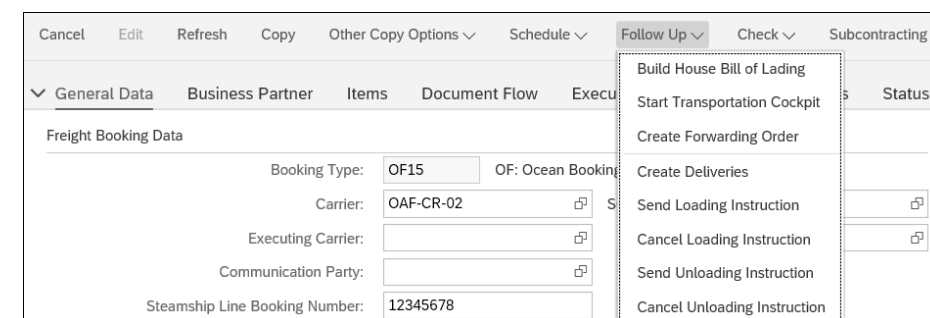 Cancel Edit Refresh Copy Other Copy Options Schedule Follow Up Check Subcontracting
General Data Business Partner Items Document Flow Status
Freight Booking Data
Booking Type: OF15 OF: Ocean
Carrier: OAF-CR-02
Executing Carrier:
Communication Party:
Steamship Line Booking Number: 12345678
Build House Bill of Lading
Start Transportation Cockpit
Create Forwarding Order
Create Deliveries
Send Loading Instruction
Cancel Loading Instruction
Send Unloading Instruction
Cancel Unloading Instruction